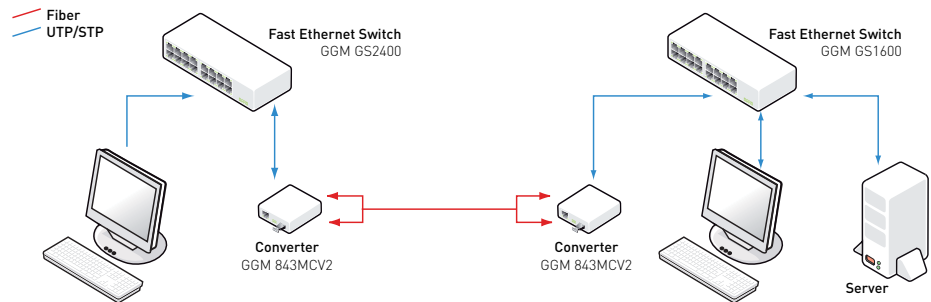 Fiber
UTP/STP
Fast Ethernet Switch
GGM GS2400
Fast Ethernet Switch
GGM GS1600
Converter
GGM 843MCV2
Converter
GGM 843MCV2
Server